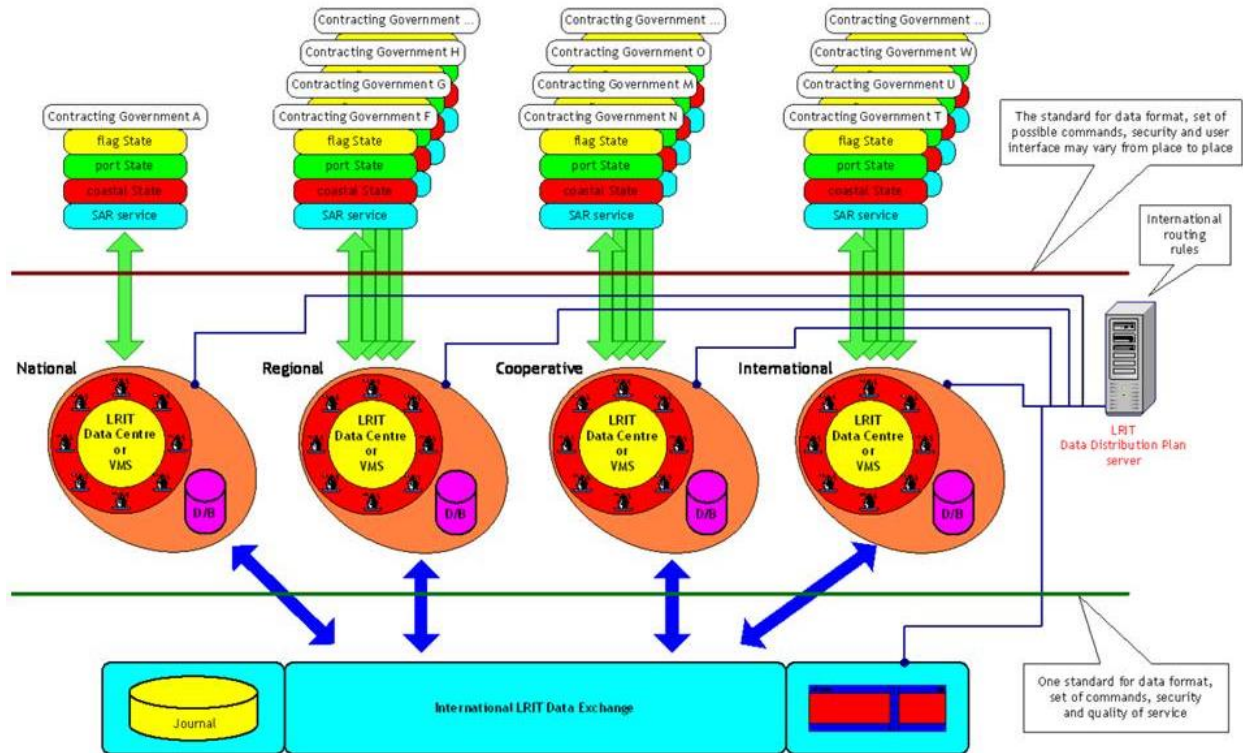 Contracting Government ...
Contracting Government H
Contracting Government G
Contracting Government F
flag State
port State
coastal State
SAR service
Contracting Government ...
Contracting Government O
Contracting Government M
Contracting Government N
flag State
port State
coastal State
SAR service
Contracting Government ...
Contracting Government W
Contracting Government U
Contracting Government T
flag State
port State
coastal State
SAR service
Contracting Government A
flag State
port State
coastal State
SAR service
The standard for data format, set of
possible commands, security and user
interface may vary from place to place
International
routing
rules
National
LRIT
Data Centre
or
VMS
D/B
Regional
LRIT
Data Centre
or
VMS
D/B
Cooperative
LRIT
Data Centre
or
VMS
D/B
International
LRIT
Data Centre
or
VMS
D/B
LRIT
Data Distribution Plan
server
Journal
International LRIT Data Exchange
One standard for data format,
set of commands, security
and quality of service